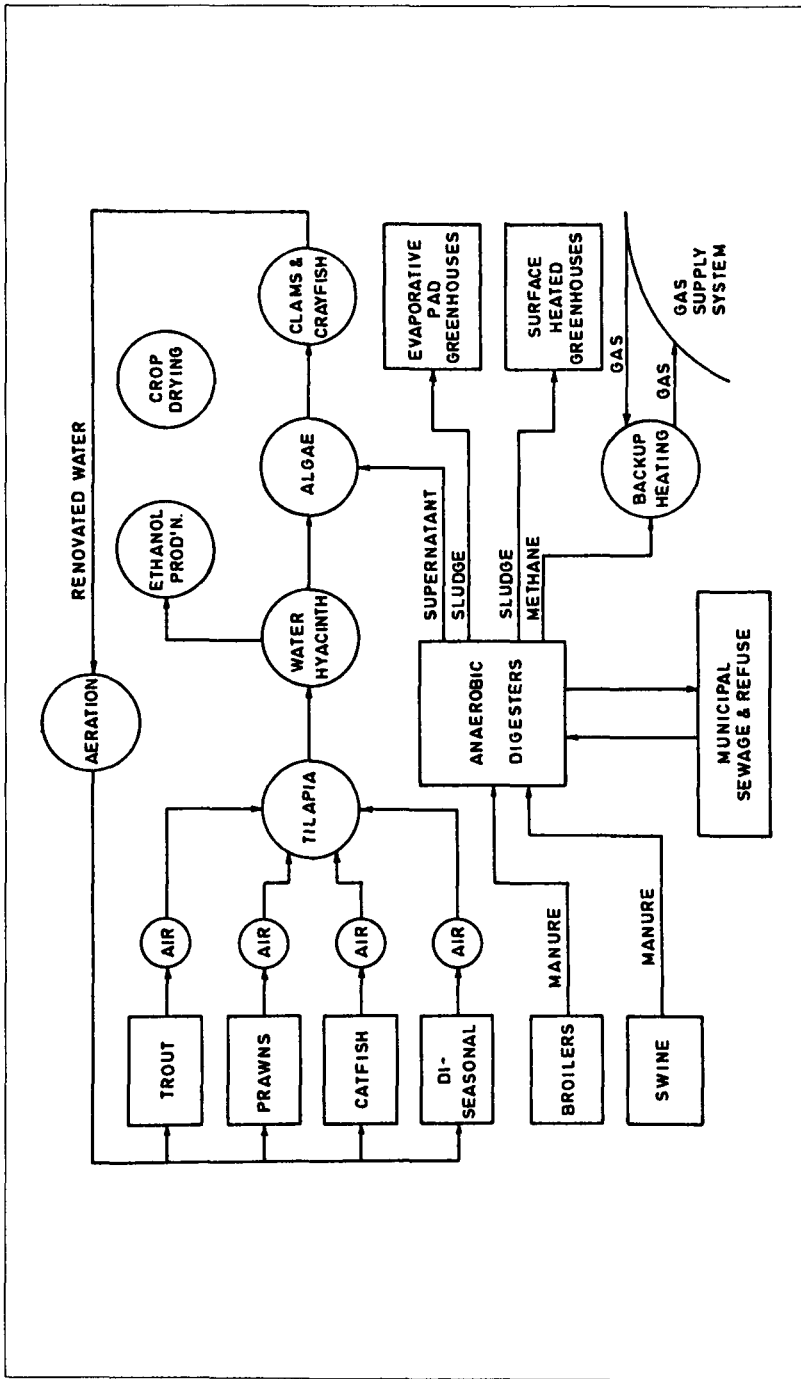 RENOVATED WATER
AERATION
ETHANOL
PROD'N.
CROP
DRYING
TROUT
AIR
PRAWNS
AIR
CATFISH
AIR
DI-
SEASONAL
AIR
TILAPIA
WATER
HYACINTH
ALGAE
CLAMS &
CRAYFISH
BROILERS
MANURE
SWINE
MANURE
ANAEROBIC
DIGESTERS
SUPERNATANT
SLUDGE
SLUDGE
METHANE
EVAPORATIVE
PAD
GREENHOUSES
SURFACE
HEATED
GREENHOUSES
MUNICIPAL
SEWAGE & REFUSE
BACKUP
HEATING
GAS
GAS
GAS
SUPPLY
SYSTEM